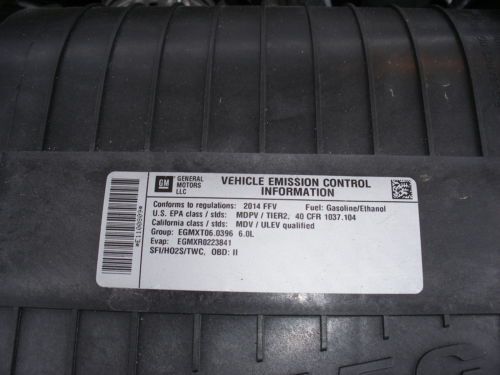 GM
GENERAL MOTORS LLC
VEHICLE EMISSION CONTROL INFORMATION
Conforms to regulations: 2014 FFV Fuel: Gasoline/Ethanol
U.S. EPA class / stds: MDPV / TIER2, 40 CFR 1037.104
California class / stds: MDV / ULEV qualified
Group: EGMXT06.0396 6.0L
Evap: EGMXR0223841
SFI/HO2S/TWC, OBD: II